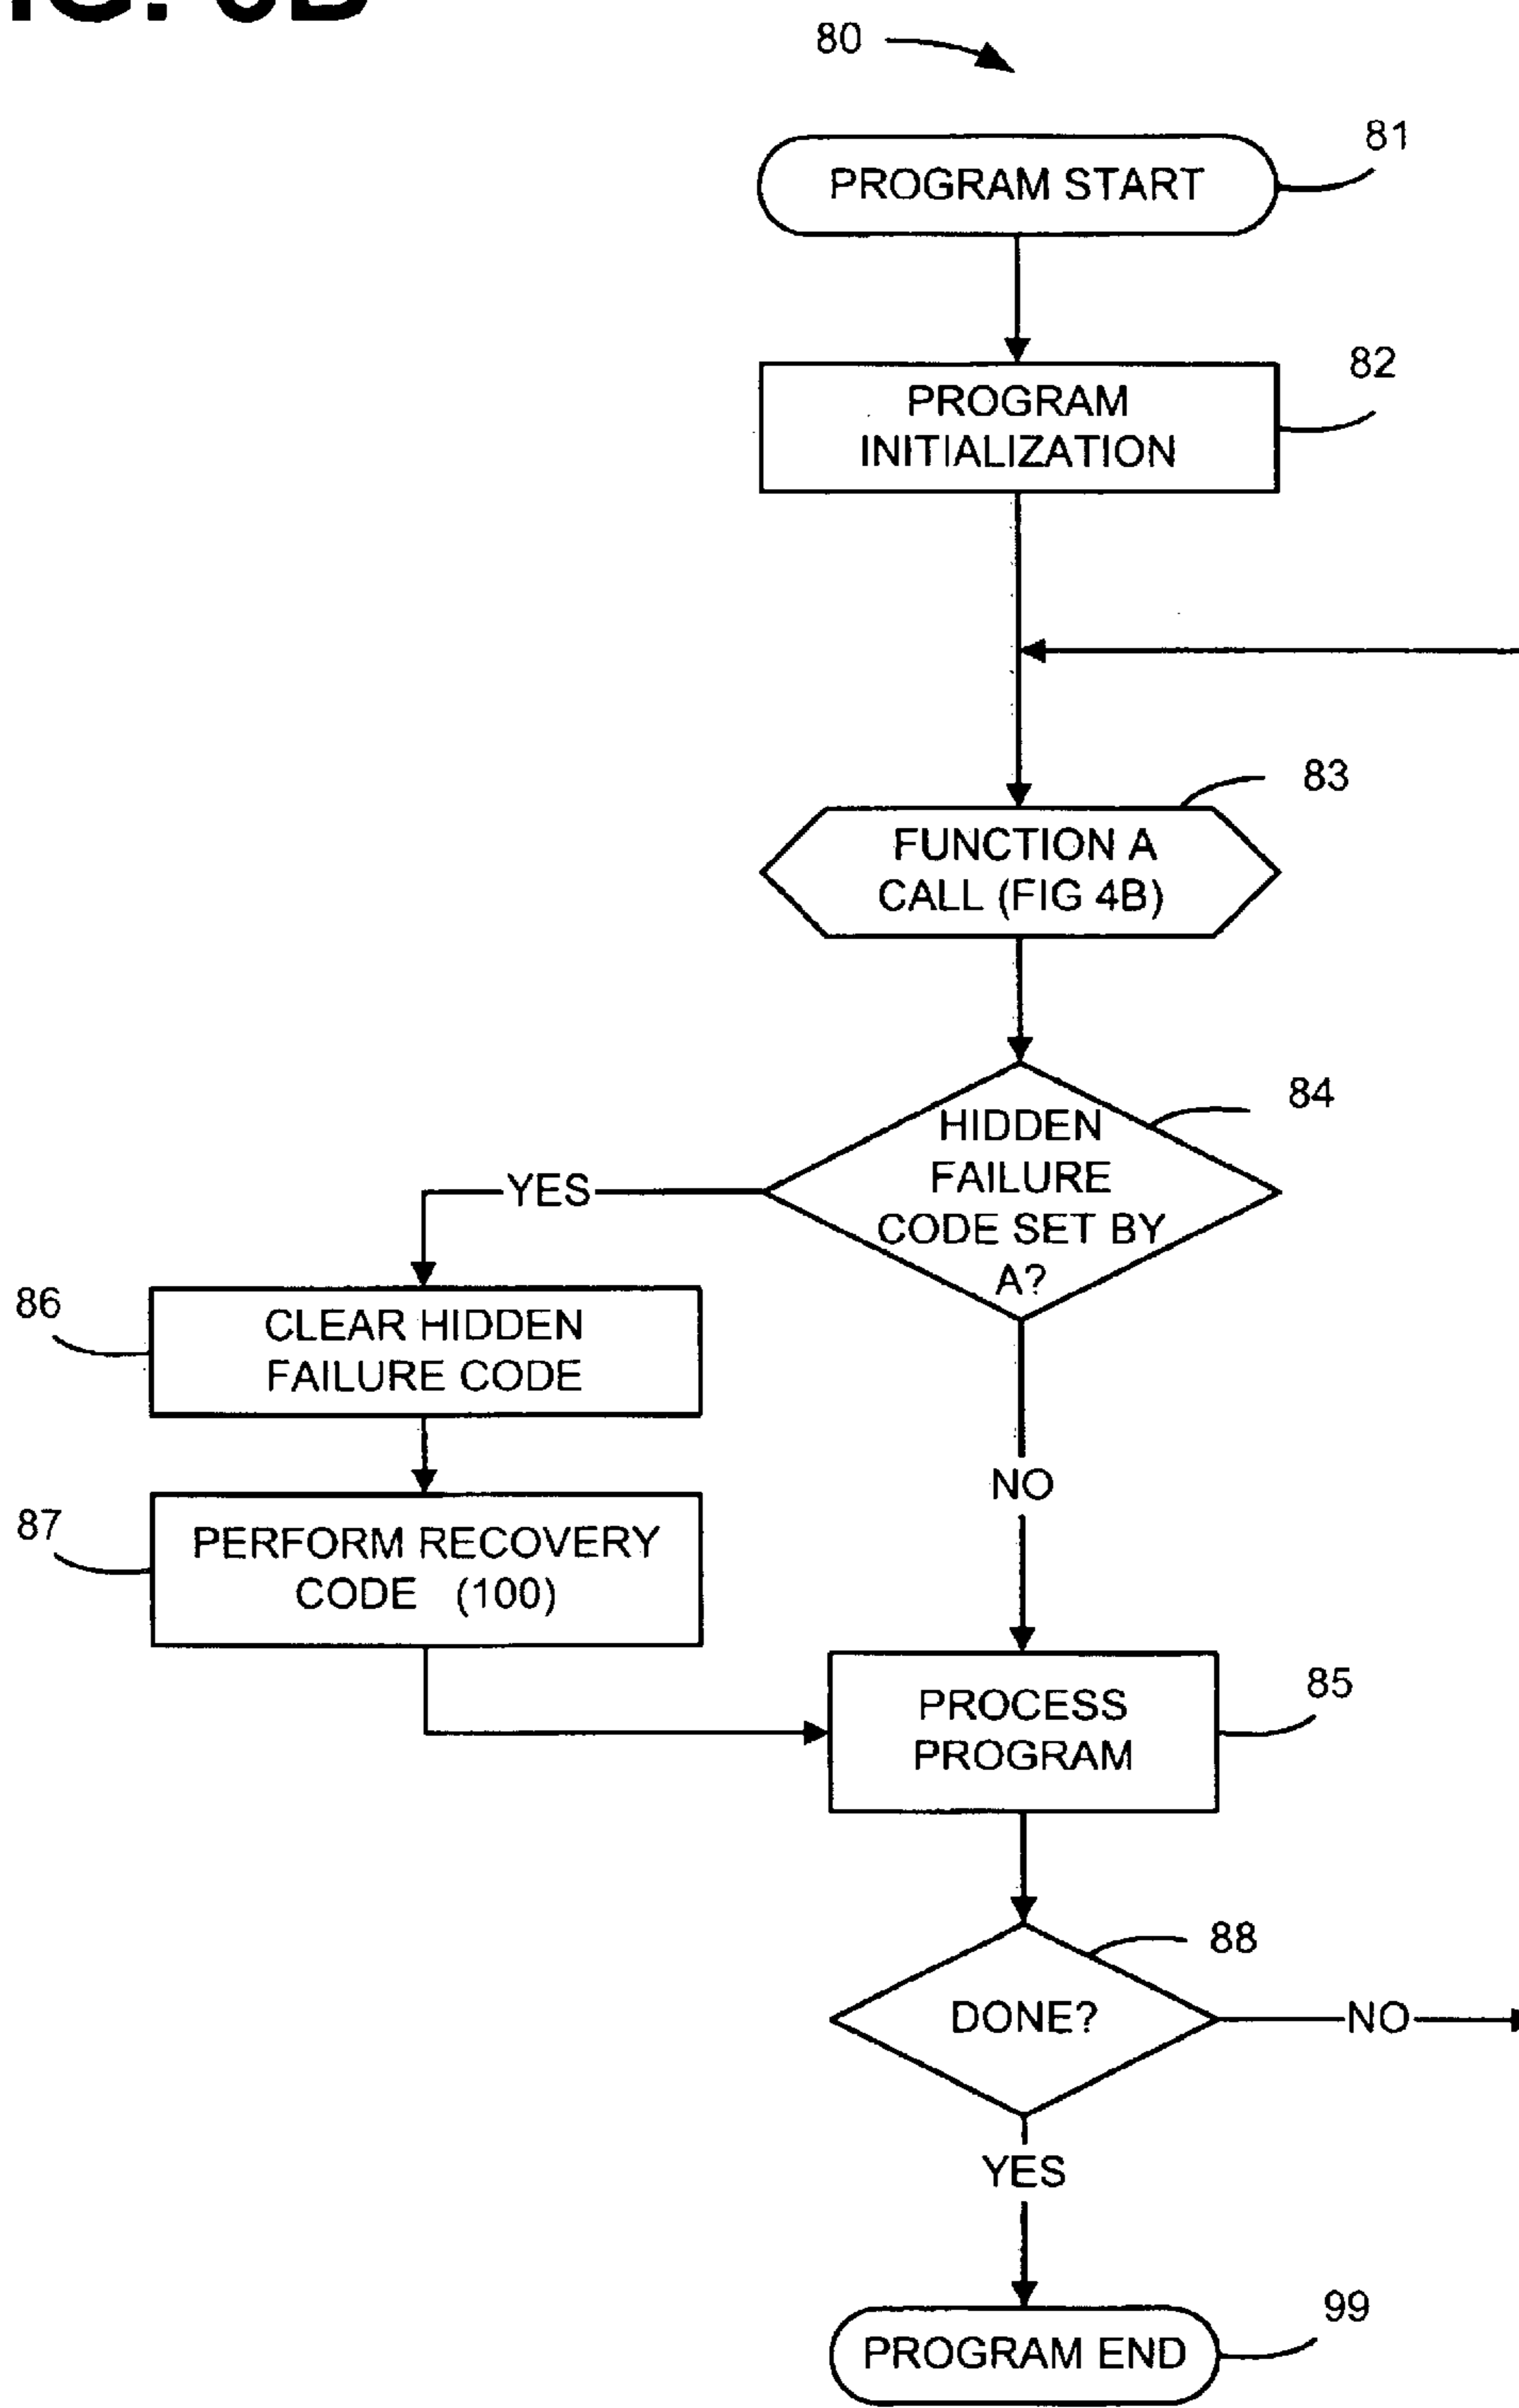 80
PROGRAM START
81
PROGRAM
INITIALIZATION
82
FUNCTION A
CALL (FIG 4B)
83
HIDDEN
FAILURE
CODE SET BY
A?
84
YES
86
CLEAR HIDDEN
FAILURE CODE
NO
87
PERFORM RECOVERY
CODE (100)
PROCESS
PROGRAM
85
DONE?
88
NO
YES
PROGRAM END
99